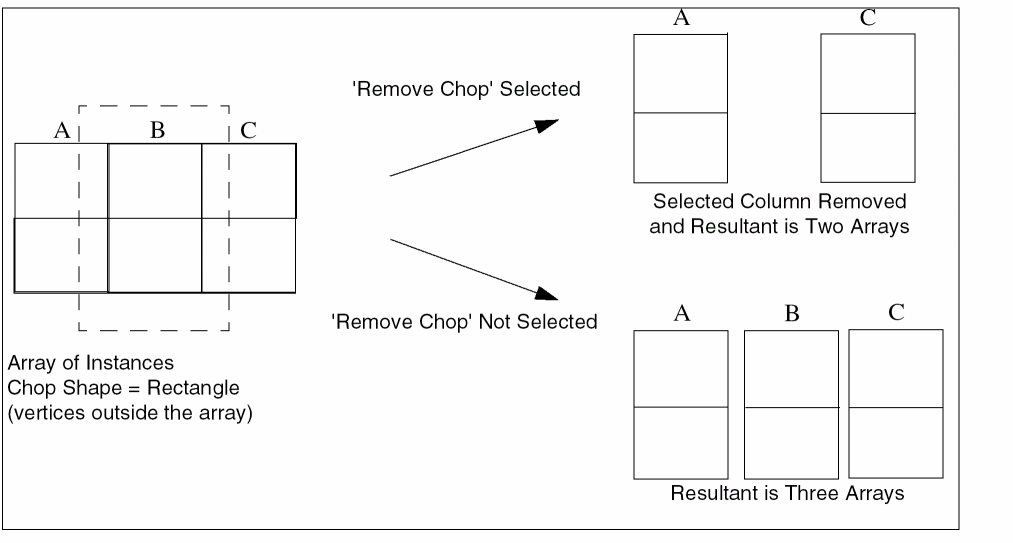 A B C
Array of Instances
Chop Shape = Rectangle
(vertices outside the array)
'Remove Chop' Selected
A C
Selected Column Removed
and Resultant is Two Arrays
'Remove Chop' Not Selected
A B C
Resultant is Three Arrays